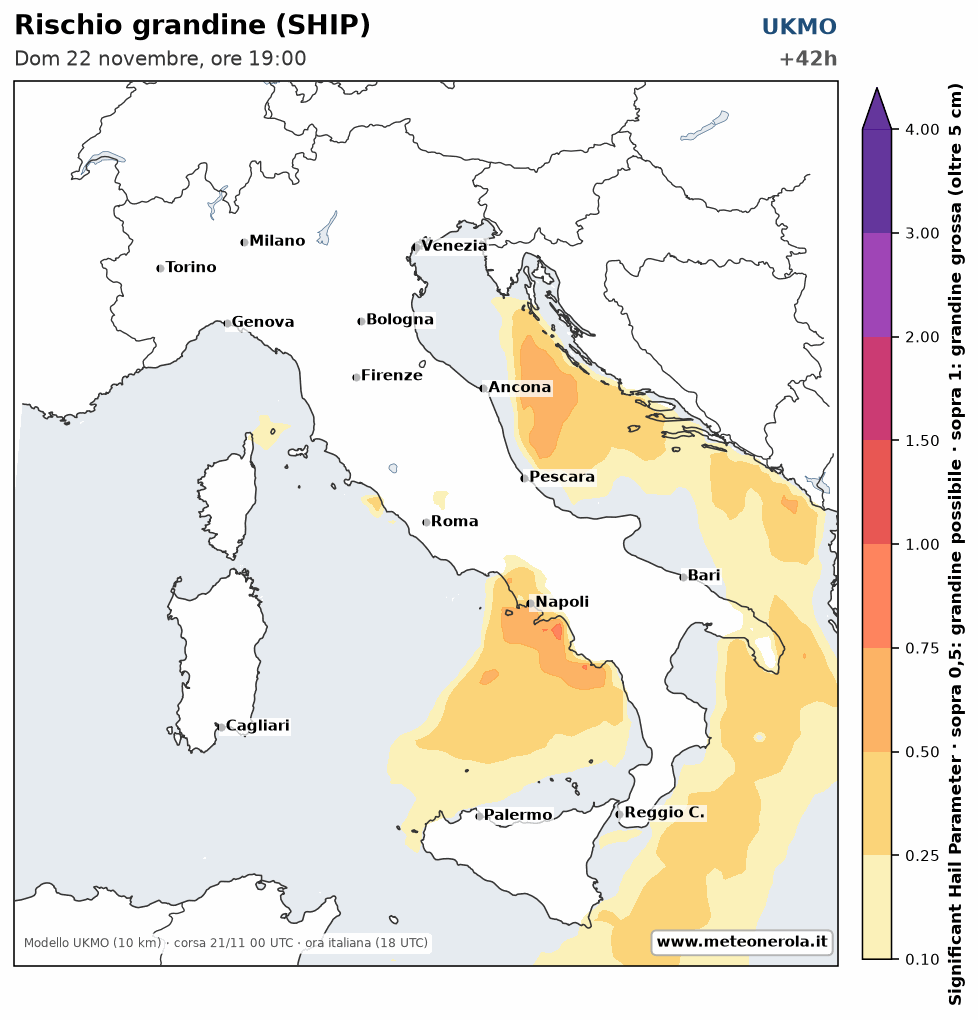 Rischio grandine (SHIP)
UKMO
Dom 22 novembre, ore 19:00
+42h
Milano
Venezia
Torino
Genova
Bologna
Firenze
Ancona
Pescara
Roma
Bari
Napoli
Cagliari
Palermo
Reggio C.
Modello UKMO (10 km) · corsa 21/11 00 UTC · ora italiana (18 UTC)
www.meteonerola.it
4.00
3.00
2.00
1.50
1.00
0.75
0.50
0.25
0.10
Significant Hail Parameter · sopra 0,5: grandine possibile · sopra 1: grandine grossa (oltre 5 cm)